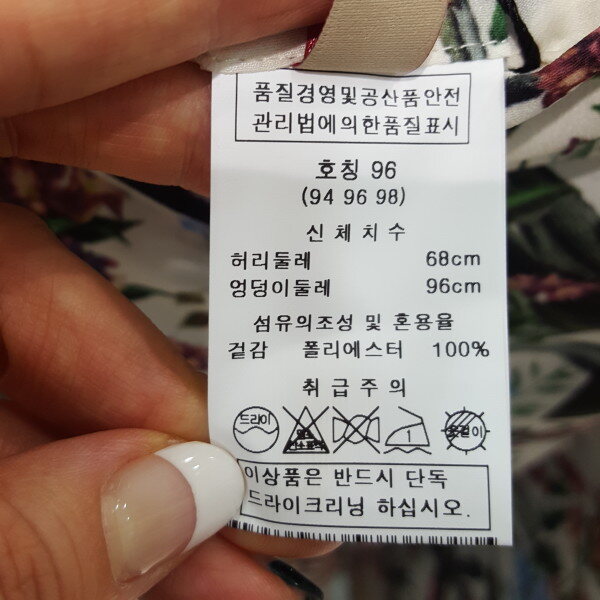 품질경영및공산품안전
관리법에의한품질표시
호칭 96
(94 96 98)
신체치수
허리둘레 68cm
엉덩이둘레 96cm
섬유의조성 및 혼용율
겉감 폴리에스터 100%
취급주의
드라이
1
옷걸이
이상품은 반드시 단독
드라이크리닝 하십시오.